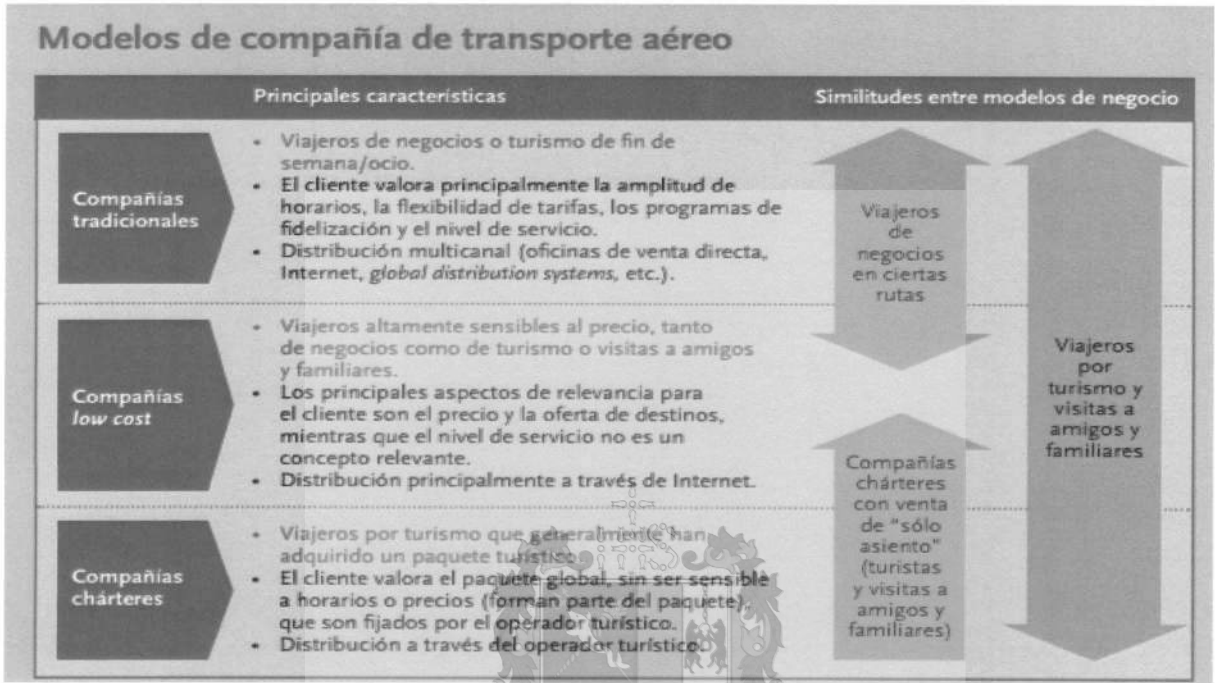 Modelos de compañía de transporte aéreo
Principales características
Similitudes entre modelos de negocio
Compañías
tradicionales
• Viajeros de negocios o turismo de fin de
semana/ocio.
• El cliente valora principalmente la amplitud de
horarios, la flexibilidad de tarifas, los programas de
fidelización y el nivel de servicio.
• Distribución multicanal (oficinas de venta directa,
Internet, global distribution systems, etc.).
Compañías
low cost
• Viajeros altamente sensibles al precio, tanto
de negocios como de turismo o visitas a amigos
y familiares.
• Los principales aspectos de relevancia para
el cliente son el precio y la oferta de destinos,
mientras que el nivel de servicio no es un
concepto relevante.
• Distribución principalmente a través de Internet.
Compañías
chárteres
• Viajeros por turismo que generalmente han
adquirido un paquete turístico.
• El cliente valora el paquete global, sin ser sensible
a horarios o precios (forman parte del paquete),
que son fijados por el operador turístico.
• Distribución a través del operador turístico.
Viajeros
de
negocios
en ciertas
rutas
Compañías
chárteres
con venta
de "sólo
asiento"
(turistas
y visitas a
amigos y
familiares)
Viajeros
por
turismo y
visitas a
amigos y
familiares